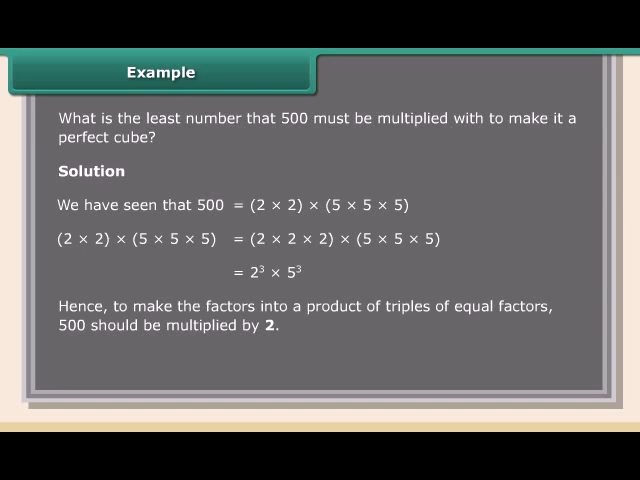 Example
What is the least number that 500 must be multiplied with to make it a
perfect cube?
Solution
We have seen that 500 = (2 × 2) × (5 × 5 × 5)
(2 × 2) × (5 × 5 × 5) = (2 × 2 × 2) × (5 × 5 × 5)
= 2³ × 5³
Hence, to make the factors into a product of triples of equal factors,
500 should be multiplied by 2.